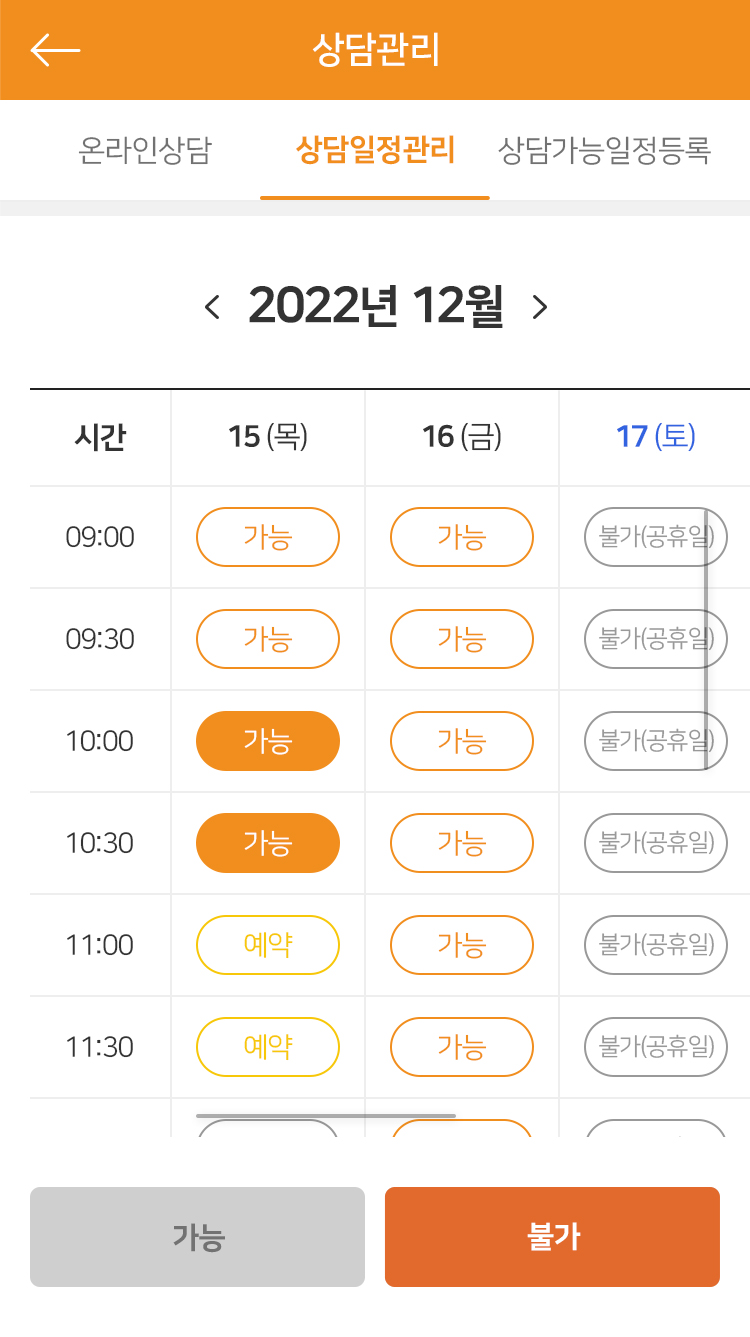 상담관리
온라인상담 상담일정관리 상담가능일정등록
2022년 12월
시간 15 (목) 16 (금) 17 (토)
09:00 가능 가능 불가(공휴일)
09:30 가능 가능 불가(공휴일)
10:00 가능 가능 불가(공휴일)
10:30 가능 가능 불가(공휴일)
11:00 예약 가능 불가(공휴일)
11:30 예약 가능 불가(공휴일)
가능 불가